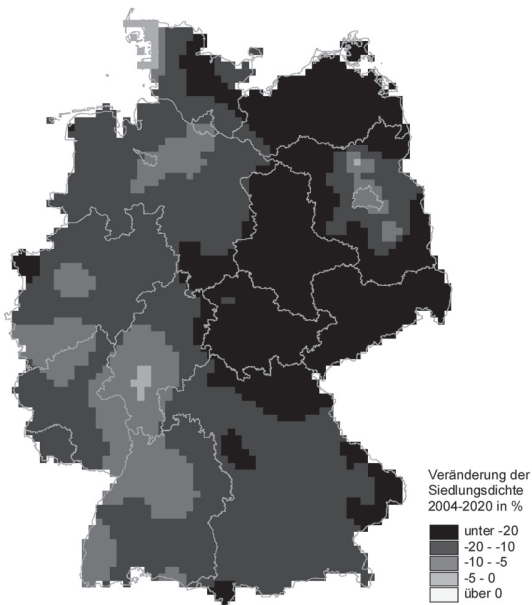 Veränderung der
Siedlungsdichte
2004-2020 in %
unter -20
-20 - -10
-10 - -5
-5 - 0
über 0